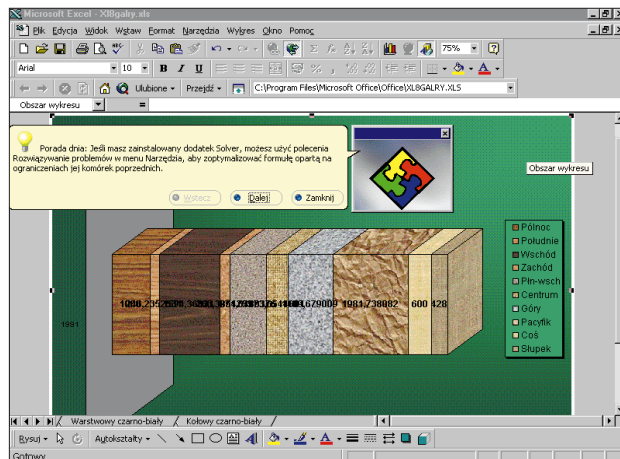 Microsoft Excel - Xl8galry.xls
Plik Edycja Widok Wstaw Format Narzędzia Wykres Okno Pomoc
75%
Arial 10 B I U
Ulubione Przejdź C:\Program Files\Microsoft Office\Office\XL8GALRY.XLS
Obszar wykresu =
Porada dnia: Jeśli masz zainstalowany dodatek Solver, możesz użyć polecenia
Rozwiązywanie problemów w menu Narzędzia, aby zoptymalizować formułę opartą na
ograniczeniach jej komórek poprzednich.
Wstecz Dalej Zamknij
Obszar wykresu
Północ
Południe
Wschód
Zachód
Płn-wsch
Centrum
Góry
Pacyfik
Coś
Słupek
1981,738082 600 428
1991
Warstwowy czarno-biały Kołowy czarno-biały
Rysuj Autokształty
Gotowy